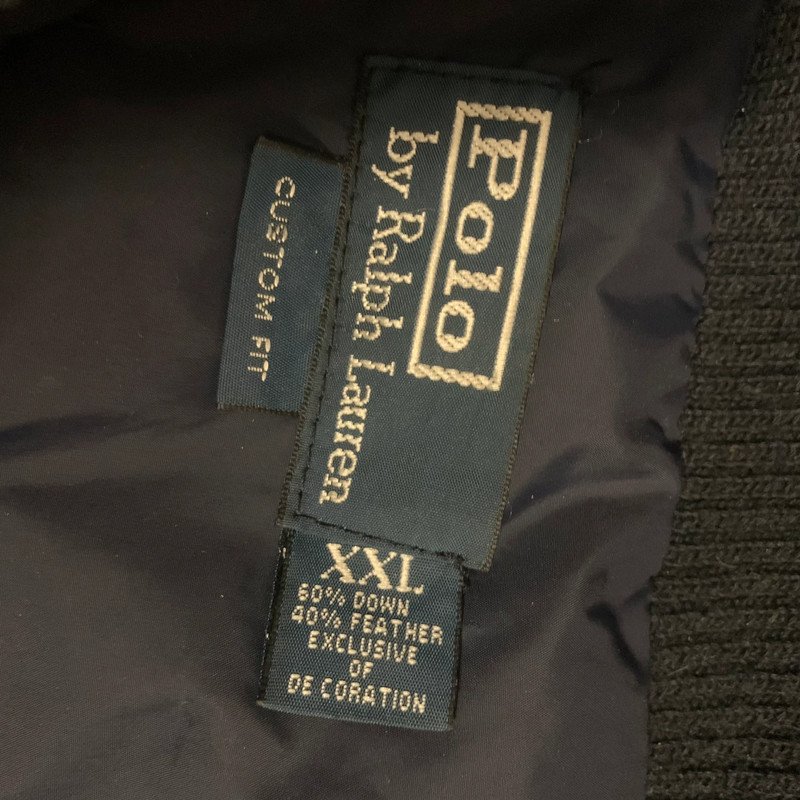 Polo
by Ralph Lauren
CUSTOM FIT
XXL
60% DOWN
40% FEATHER
EXCLUSIVE
OF
DE CORATION